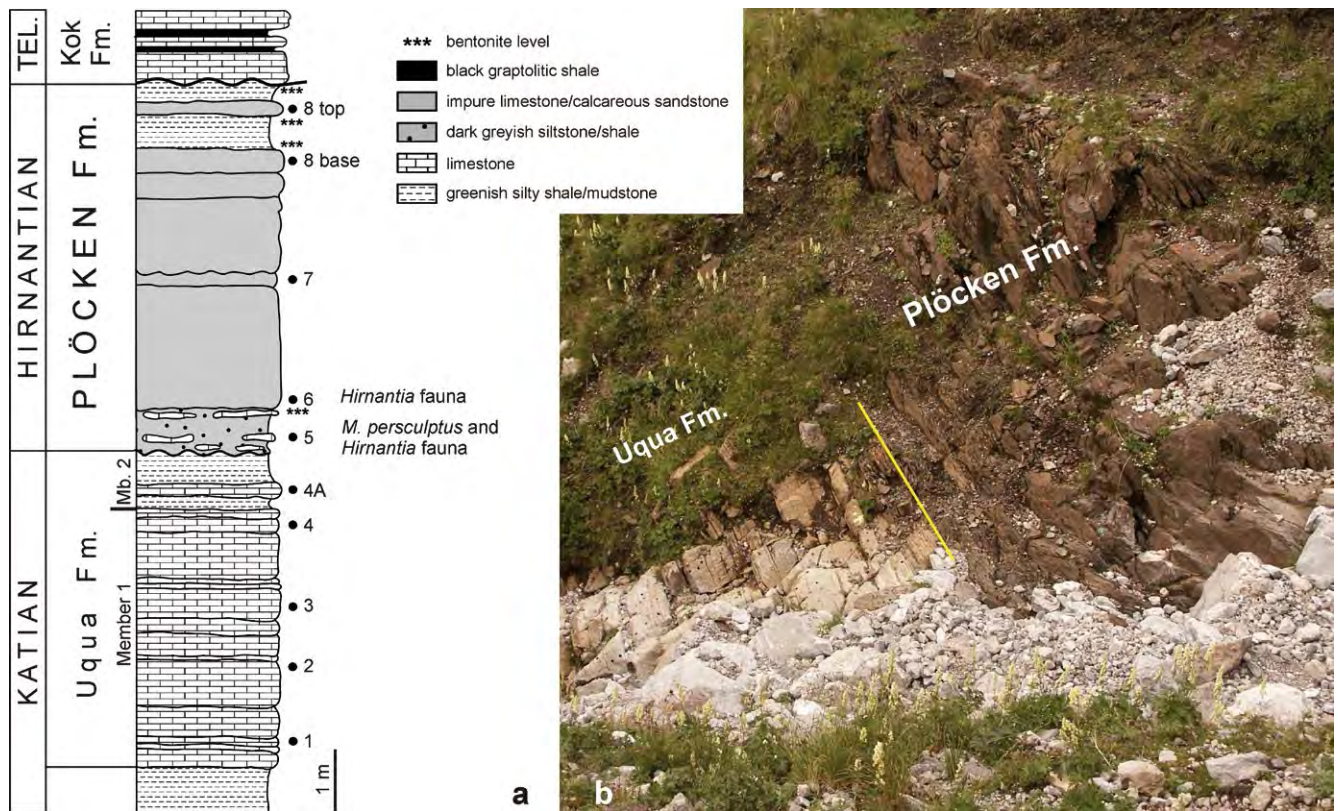 TEL.
Kok
Fm.
HIRNANTIAN
PLÖCKEN Fm.
KATIAN
Uqua Fm.
Mb. 2
Member 1
***
8 top
***
***
8 base
7
6
Hirnantia fauna
***
5
M. persculptus and
Hirnantia fauna
4A
4
3
2
1
1 m
*** bentonite level
black graptolitic shale
impure limestone/calcareous sandstone
dark greyish siltstone/shale
limestone
greenish silty shale/mudstone
a
b
Uqua Fm.
Plöcken Fm.